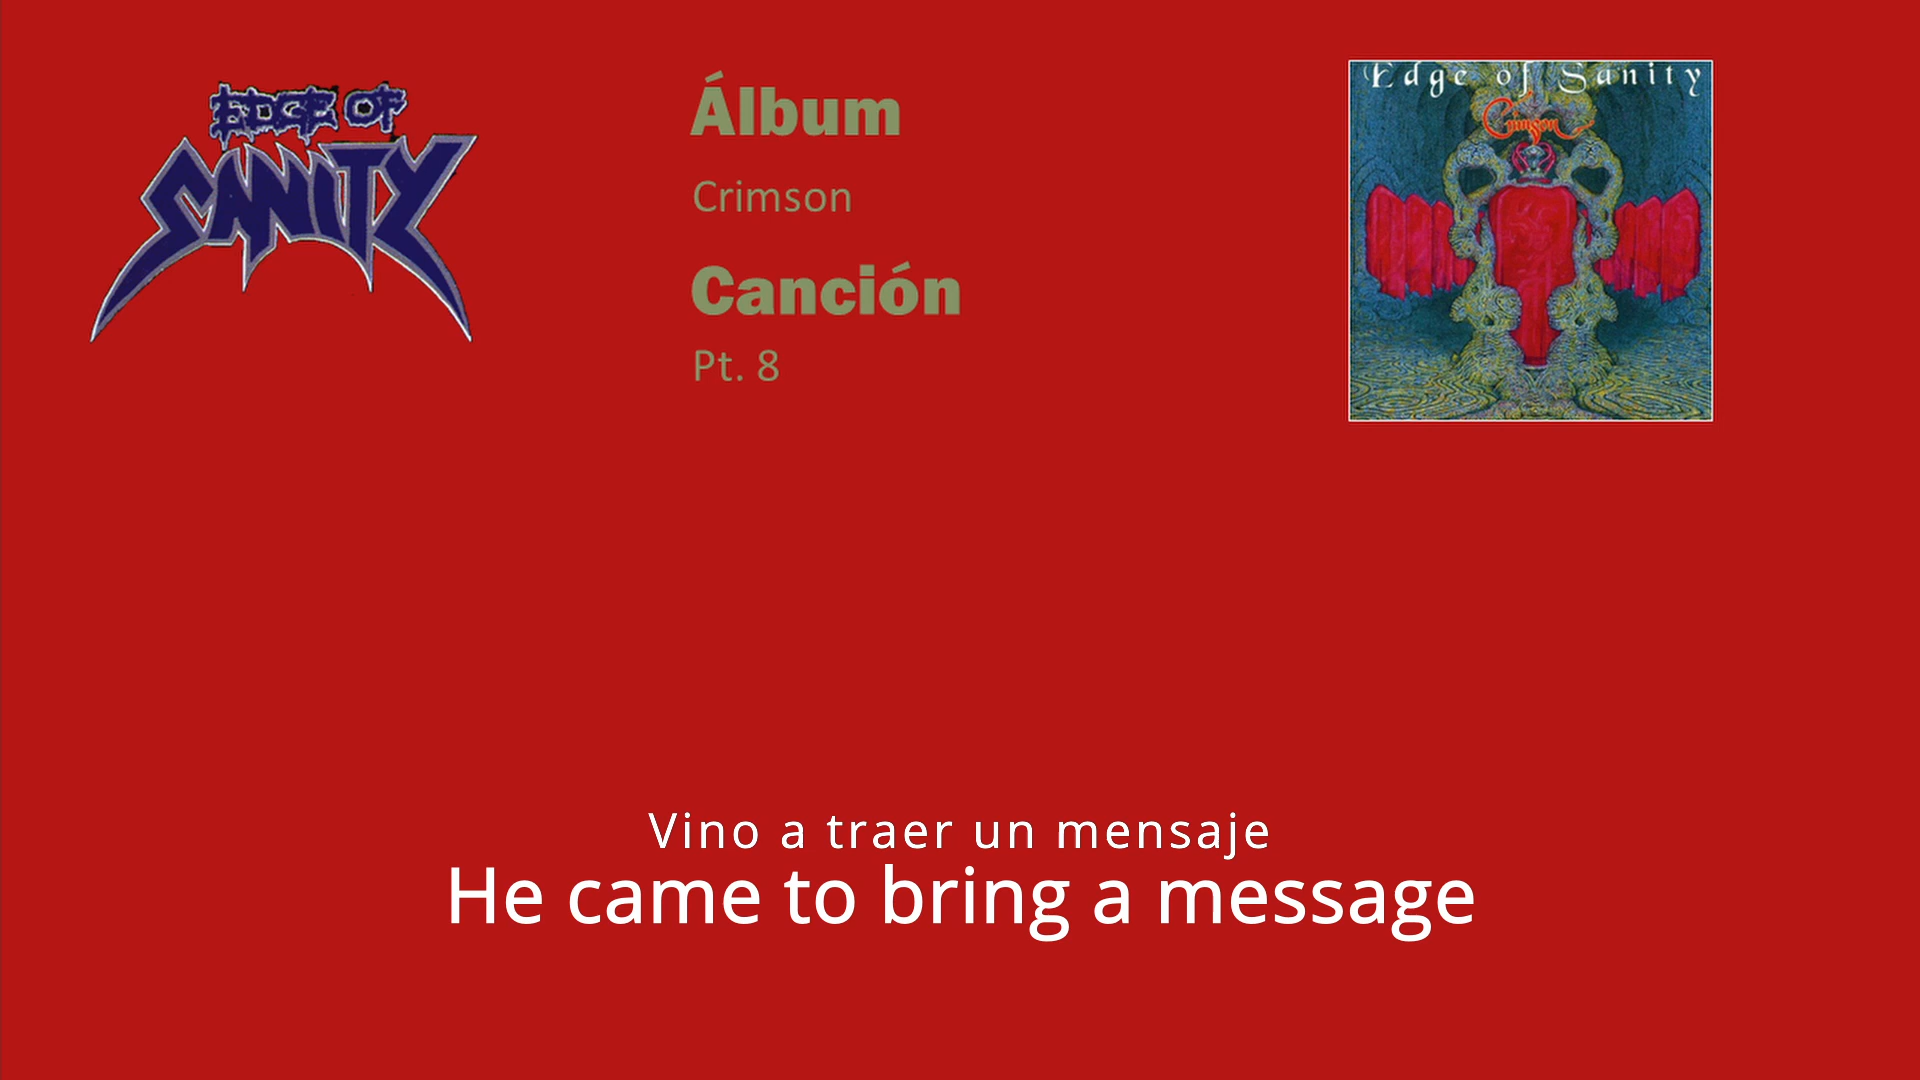 EDGE OF
SANITY
Álbum
Crimson
Canción
Pt. 8
Edge of Sanity
Crimson
Vino a traer un mensaje
He came to bring a message